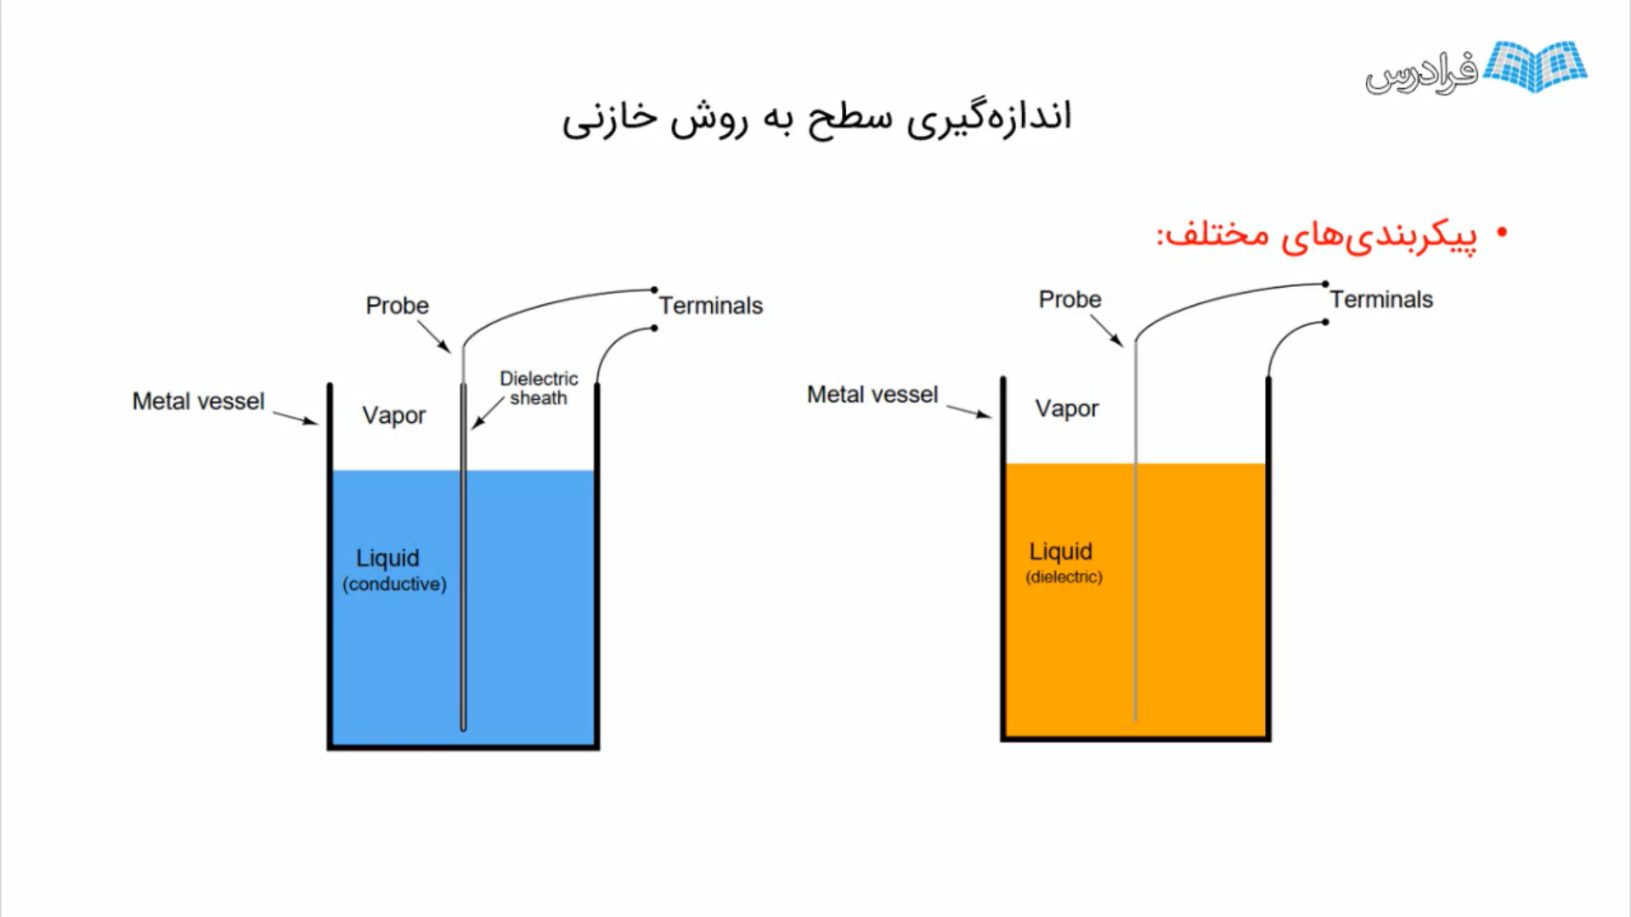 فرادرس
اندازه‌گیری سطح به روش خازنی
• پیکربندی‌های مختلف:
Probe
Terminals
Dielectric
sheath
Metal vessel
Vapor
Liquid
(conductive)
Probe
Terminals
Metal vessel
Vapor
Liquid
(dielectric)